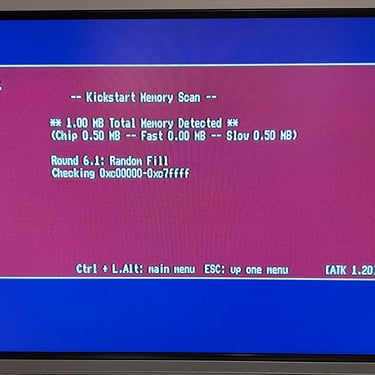 -- Kickstart Memory Scan --
** 1.00 MB Total Memory Detected **
(Chip 0.50 MB -- Fast 0.00 MB -- Slow 0.50 MB)
Round 6.1: Random Fill
Checking 0xc00000-0xc7ffff
Ctrl + L.Alt: main menu ESC: up one menu [ATK 1.20]